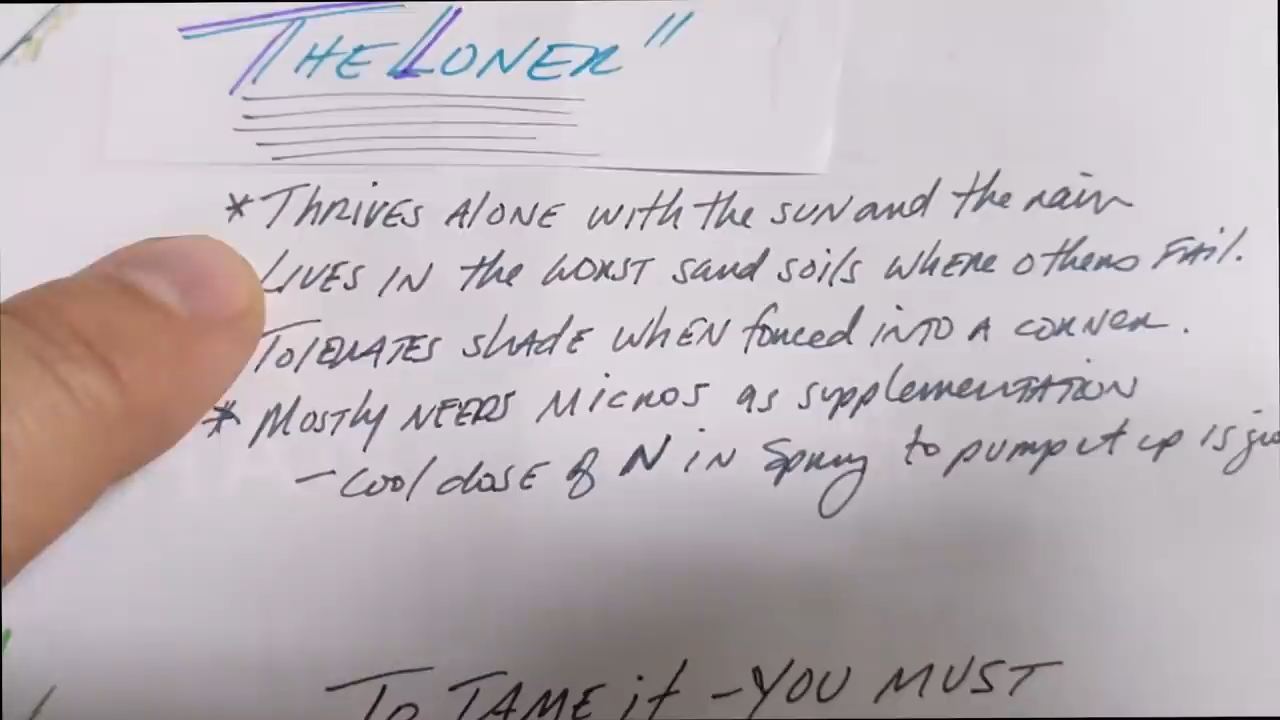 THE LONER"
* THRIVES ALONE with the SUN and the rain
LIVES IN the WORST sand soils WHERE others FAIL.
TOLERATES shade WHEN forced INTO A corner.
* Mostly NEEDS Micros as supplementation
- Cool dose of N in Spring to pump it up is
To TAME it - YOU MUST